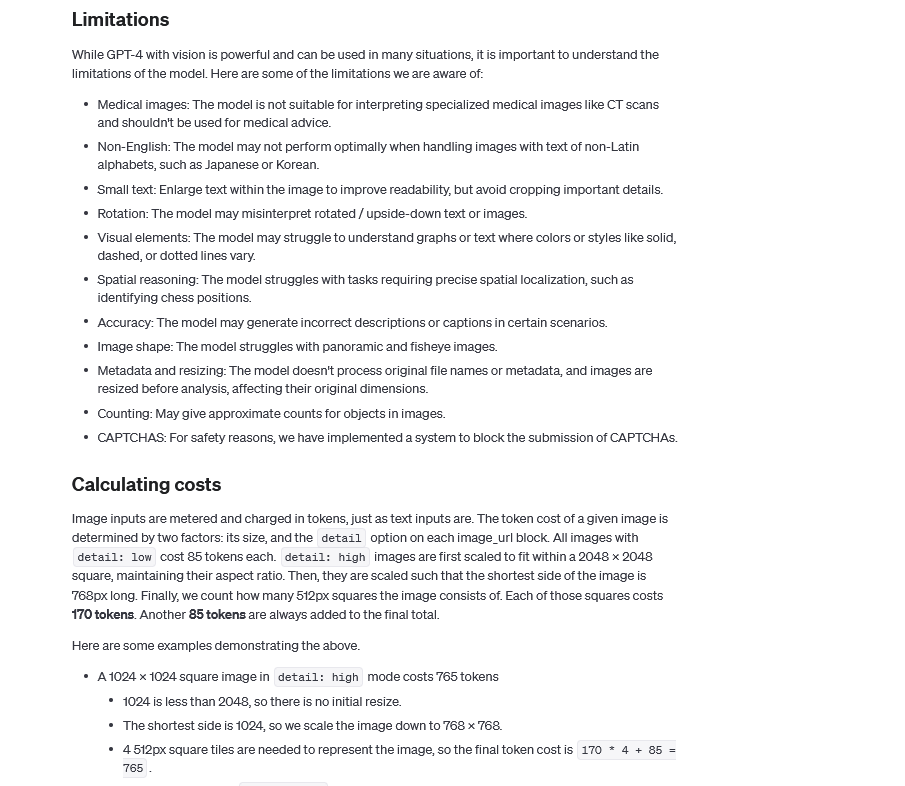 Limitations
While GPT-4 with vision is powerful and can be used in many situations, it is important to understand the
limitations of the model. Here are some of the limitations we are aware of:
• Medical images: The model is not suitable for interpreting specialized medical images like CT scans
and shouldn't be used for medical advice.
• Non-English: The model may not perform optimally when handling images with text of non-Latin
alphabets, such as Japanese or Korean.
• Small text: Enlarge text within the image to improve readability, but avoid cropping important details.
• Rotation: The model may misinterpret rotated / upside-down text or images.
• Visual elements: The model may struggle to understand graphs or text where colors or styles like solid,
dashed, or dotted lines vary.
• Spatial reasoning: The model struggles with tasks requiring precise spatial localization, such as
identifying chess positions.
• Accuracy: The model may generate incorrect descriptions or captions in certain scenarios.
• Image shape: The model struggles with panoramic and fisheye images.
• Metadata and resizing: The model doesn't process original file names or metadata, and images are
resized before analysis, affecting their original dimensions.
• Counting: May give approximate counts for objects in images.
• CAPTCHAS: For safety reasons, we have implemented a system to block the submission of CAPTCHAs.
Calculating costs
Image inputs are metered and charged in tokens, just as text inputs are. The token cost of a given image is
determined by two factors: its size, and the detail option on each image_url block. All images with
detail: low cost 85 tokens each. detail: high images are first scaled to fit within a 2048 × 2048
square, maintaining their aspect ratio. Then, they are scaled such that the shortest side of the image is
768px long. Finally, we count how many 512px squares the image consists of. Each of those squares costs
170 tokens. Another 85 tokens are always added to the final total.
Here are some examples demonstrating the above.
• A 1024 × 1024 square image in detail: high mode costs 765 tokens
• 1024 is less than 2048, so there is no initial resize.
• The shortest side is 1024, so we scale the image down to 768 × 768.
• 4 512px square tiles are needed to represent the image, so the final token cost is 170 * 4 + 85 =
765 .